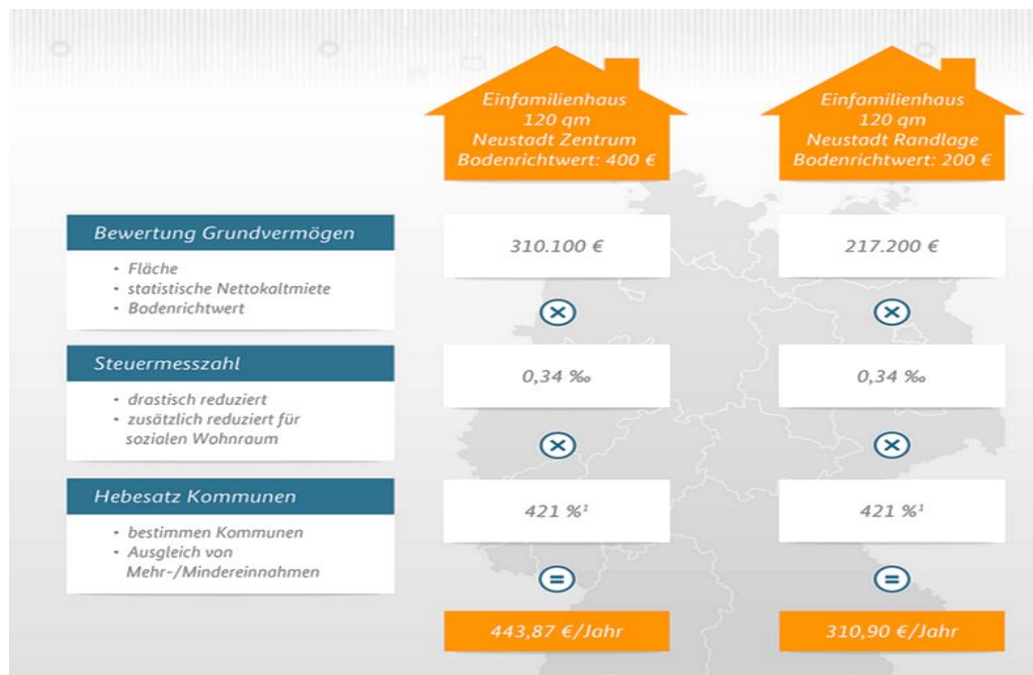 Einfamilienhaus
120 qm
Neustadt Zentrum
Bodenrichtwert: 400 €
Einfamilienhaus
120 qm
Neustadt Randlage
Bodenrichtwert: 200 €
Bewertung Grundvermögen
• Fläche
• statistische Nettokaltmiete
• Bodenrichtwert
310.100 €
217.200 €
×
×
Steuermesszahl
• drastisch reduziert
• zusätzlich reduziert für
sozialen Wohnraum
0,34 ‰
0,34 ‰
×
×
Hebesatz Kommunen
• bestimmen Kommunen
• Ausgleich von
Mehr-/Mindereinnahmen
421 %¹
421 %¹
=
=
443,87 €/Jahr
310,90 €/Jahr